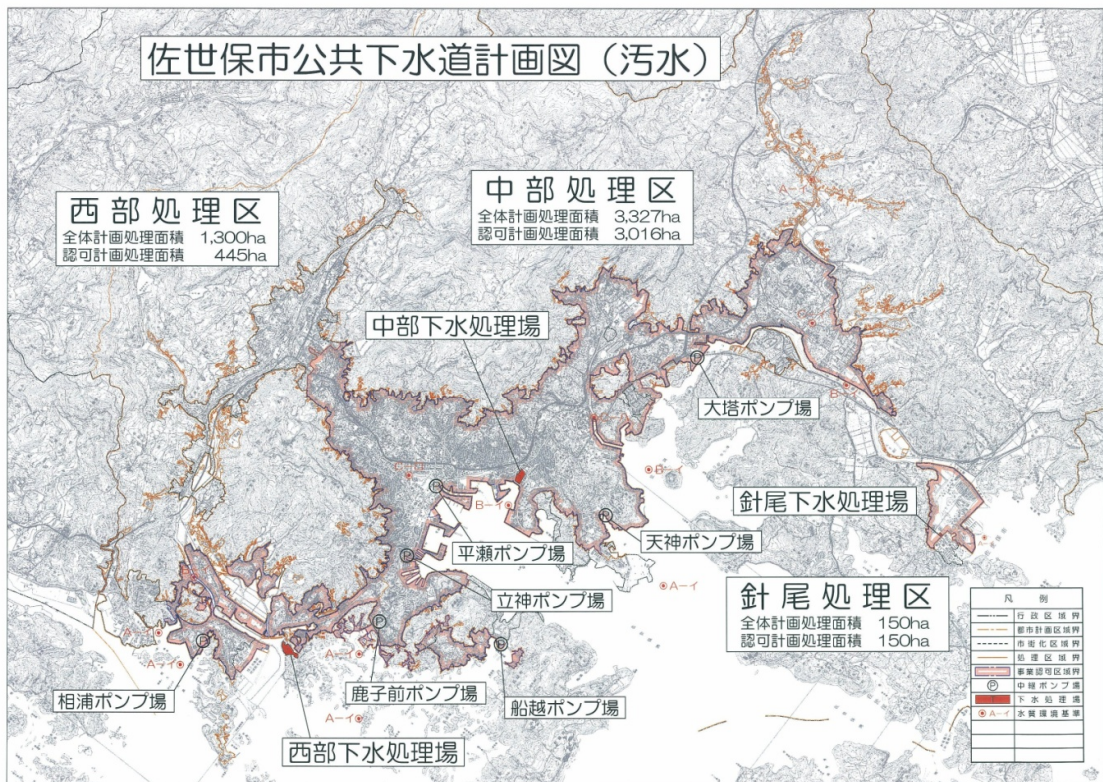 佐世保市公共下水道計画図（汚水）
西部処理区
全体計画処理面積 1,300ha
認可計画処理面積 445ha
中部処理区
全体計画処理面積 3,327ha
認可計画処理面積 3,016ha
中部下水処理場
大塔ポンプ場
針尾下水処理場
天神ポンプ場
平瀬ポンプ場
立神ポンプ場
針尾処理区
全体計画処理面積 150ha
認可計画処理面積 150ha
相浦ポンプ場
鹿子前ポンプ場
船越ポンプ場
西部下水処理場
A-イ
B-イ
B-イ
B-イ
A-イ
A-イ
A-イ
A-イ
凡例
行政区域界
都市計画区域界
市街化区域界
処理区域界
事業認可区域界
Ⓟ 中継ポンプ場
下水処理場
A-イ 水質環境基準